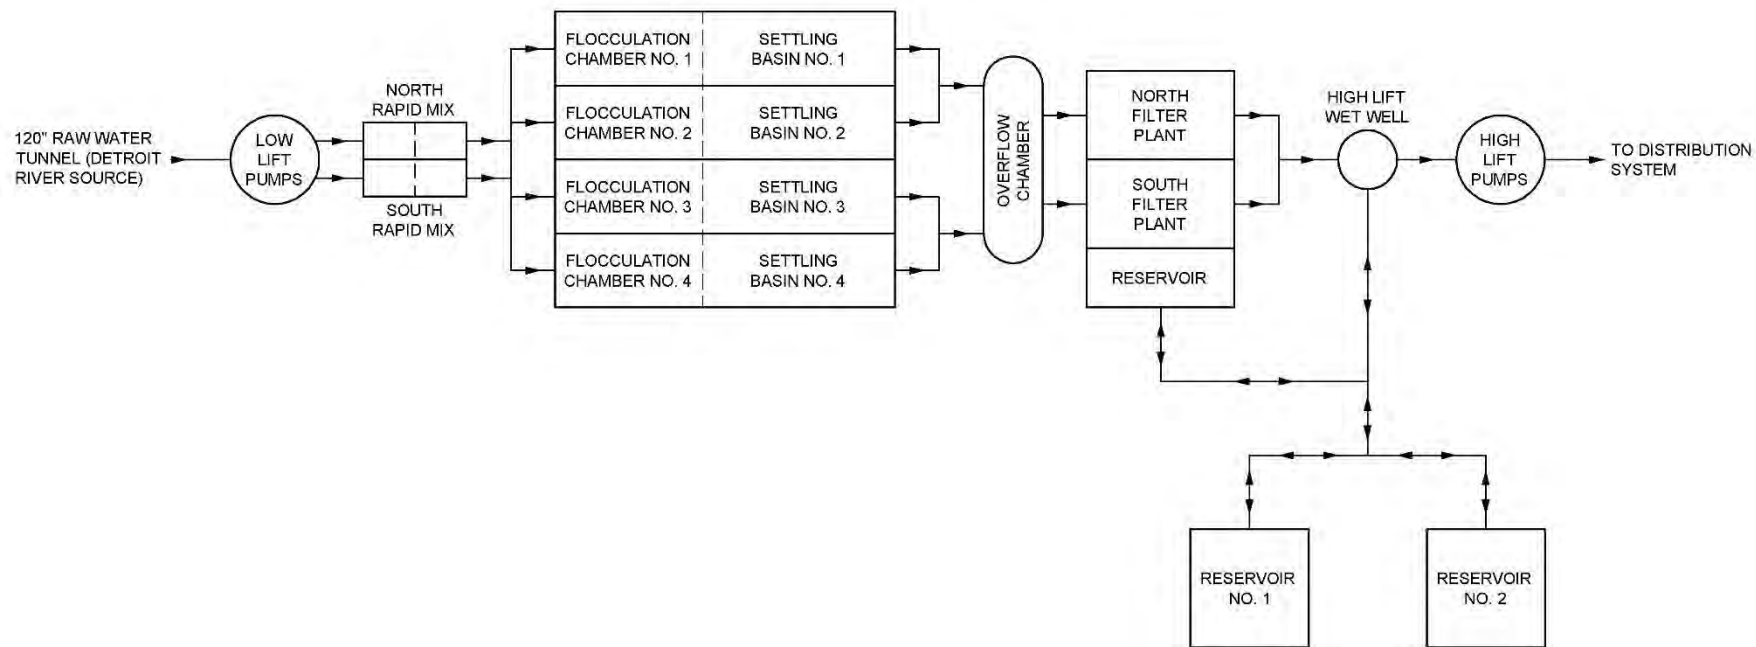 120" RAW WATER
TUNNEL (DETROIT
RIVER SOURCE)
LOW
LIFT
PUMPS
NORTH
RAPID MIX
SOUTH
RAPID MIX
FLOCCULATION
CHAMBER NO. 1
SETTLING
BASIN NO. 1
FLOCCULATION
CHAMBER NO. 2
SETTLING
BASIN NO. 2
FLOCCULATION
CHAMBER NO. 3
SETTLING
BASIN NO. 3
FLOCCULATION
CHAMBER NO. 4
SETTLING
BASIN NO. 4
OVERFLOW
CHAMBER
NORTH
FILTER
PLANT
SOUTH
FILTER
PLANT
RESERVOIR
HIGH LIFT
WET WELL
HIGH
LIFT
PUMPS
TO DISTRIBUTION
SYSTEM
RESERVOIR
NO. 1
RESERVOIR
NO. 2